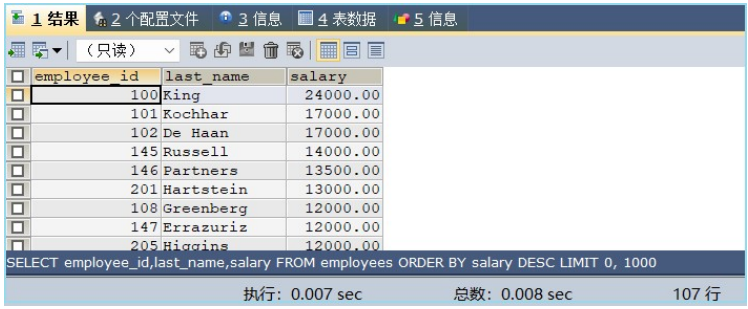 1 结果 2 个配置文件 3 信息 4 表数据 5 信息
（只读）
employee_id last_name salary
100 King 24000.00
101 Kochhar 17000.00
102 De Haan 17000.00
145 Russell 14000.00
146 Partners 13500.00
201 Hartstein 13000.00
108 Greenberg 12000.00
147 Errazuriz 12000.00
205 Higgins 12000.00
SELECT employee_id,last_name,salary FROM employees ORDER BY salary DESC LIMIT 0, 1000
执行: 0.007 sec 总数: 0.008 sec 107 行